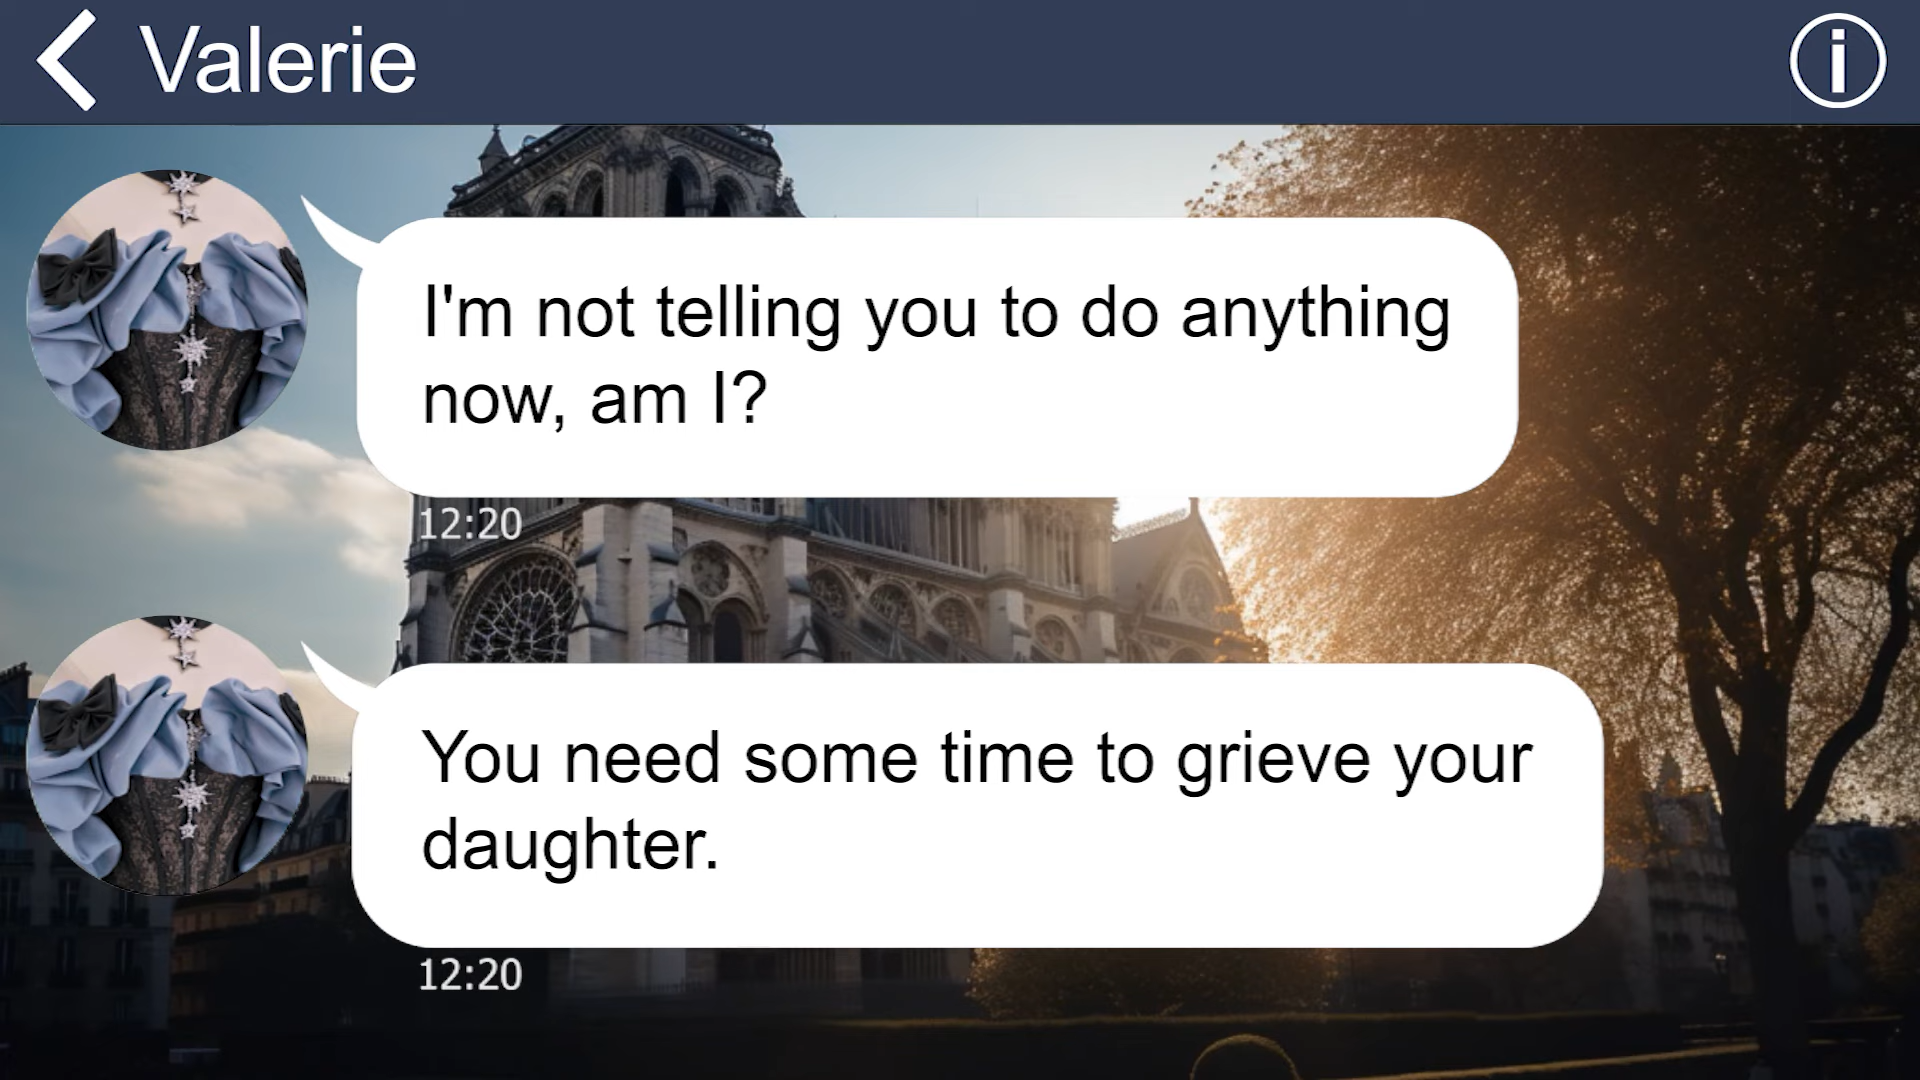 Valerie
I'm not telling you to do anything
now, am I?
12:20
You need some time to grieve your
daughter.
12:20